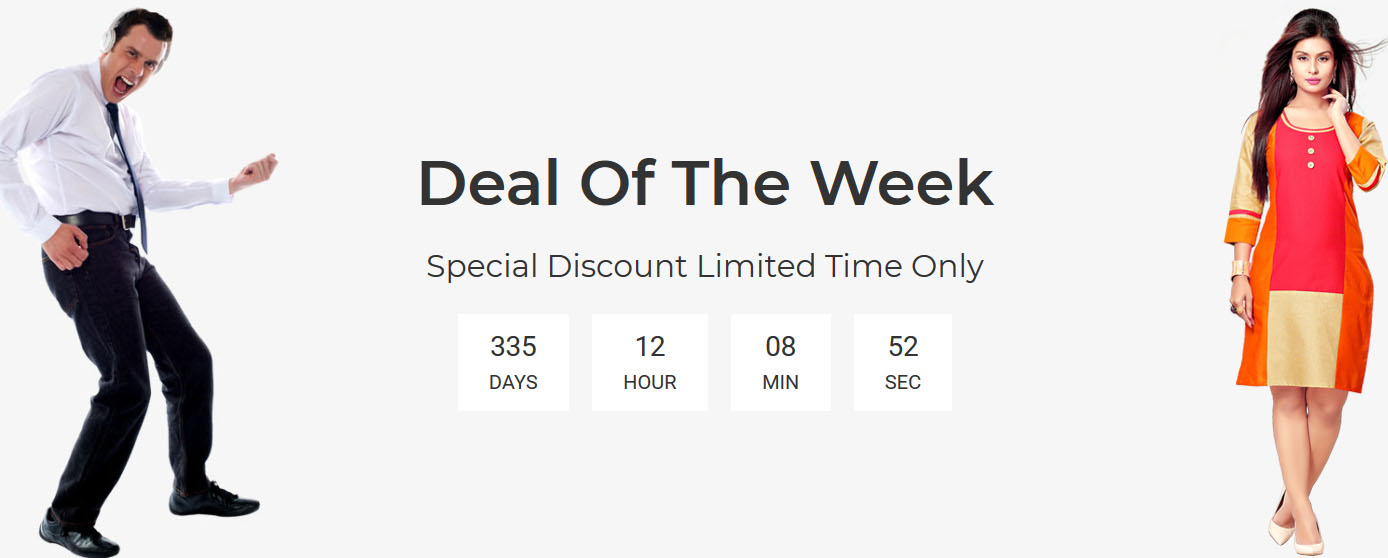 Deal Of The Week
Special Discount Limited Time Only
335 12 08 52
DAYS HOUR MIN SEC